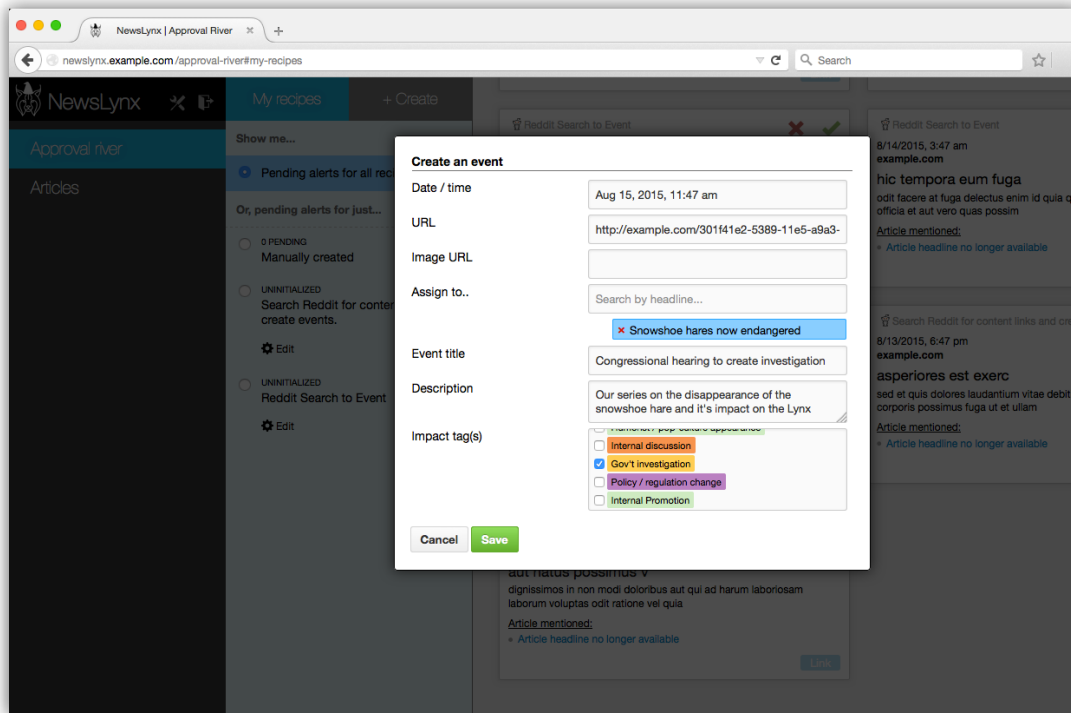 NewsLynx | Approval River
newslynx.example.com/approval-river#my-recipes
Search
NewsLynx
Approval river
Articles
My recipes
+ Create
Show me...
Pending alerts for all
Or, pending alerts for just...
0 PENDING
Manually created
UNINITIALIZED
Search Reddit for
create events.
Edit
UNINITIALIZED
Reddit Search to Event
Edit
Reddit Search to Event
Create an event
Date / time
Aug 15, 2015, 11:47 am
URL
http://example.com/301f41e2-5389-11e5-a9a3-
Image URL
Assign to..
Search by headline...
× Snowshoe hares now endangered
Event title
Congressional hearing to create investigation
Description
Our series on the disappearance of the
snowshoe hare and it's impact on the Lynx
Impact tag(s)
Humorist / pop-culture appearance
Internal discussion
Gov't investigation
Policy / regulation change
Internal Promotion
Cancel
Save
aut natus possimus v
dignissimos in non modi doloribus aut qui ad harum laboriosam
laborum voluptas odit ratione vel quia
Article mentioned:
Article headline no longer available
Link
Reddit Search to Event
8/14/2015, 3:47 am
example.com
hic tempora eum fuga
odit facere at fuga delectus enim id quia q
officia et aut vero quas possim
Article mentioned:
Article headline no longer available
Search Reddit for content links and cre
8/13/2015, 6:47 pm
example.com
asperiores est exerc
sed et quis dolores laudantium vitae debit
corporis possimus fuga ut et ullam
Article mentioned:
Article headline no longer available